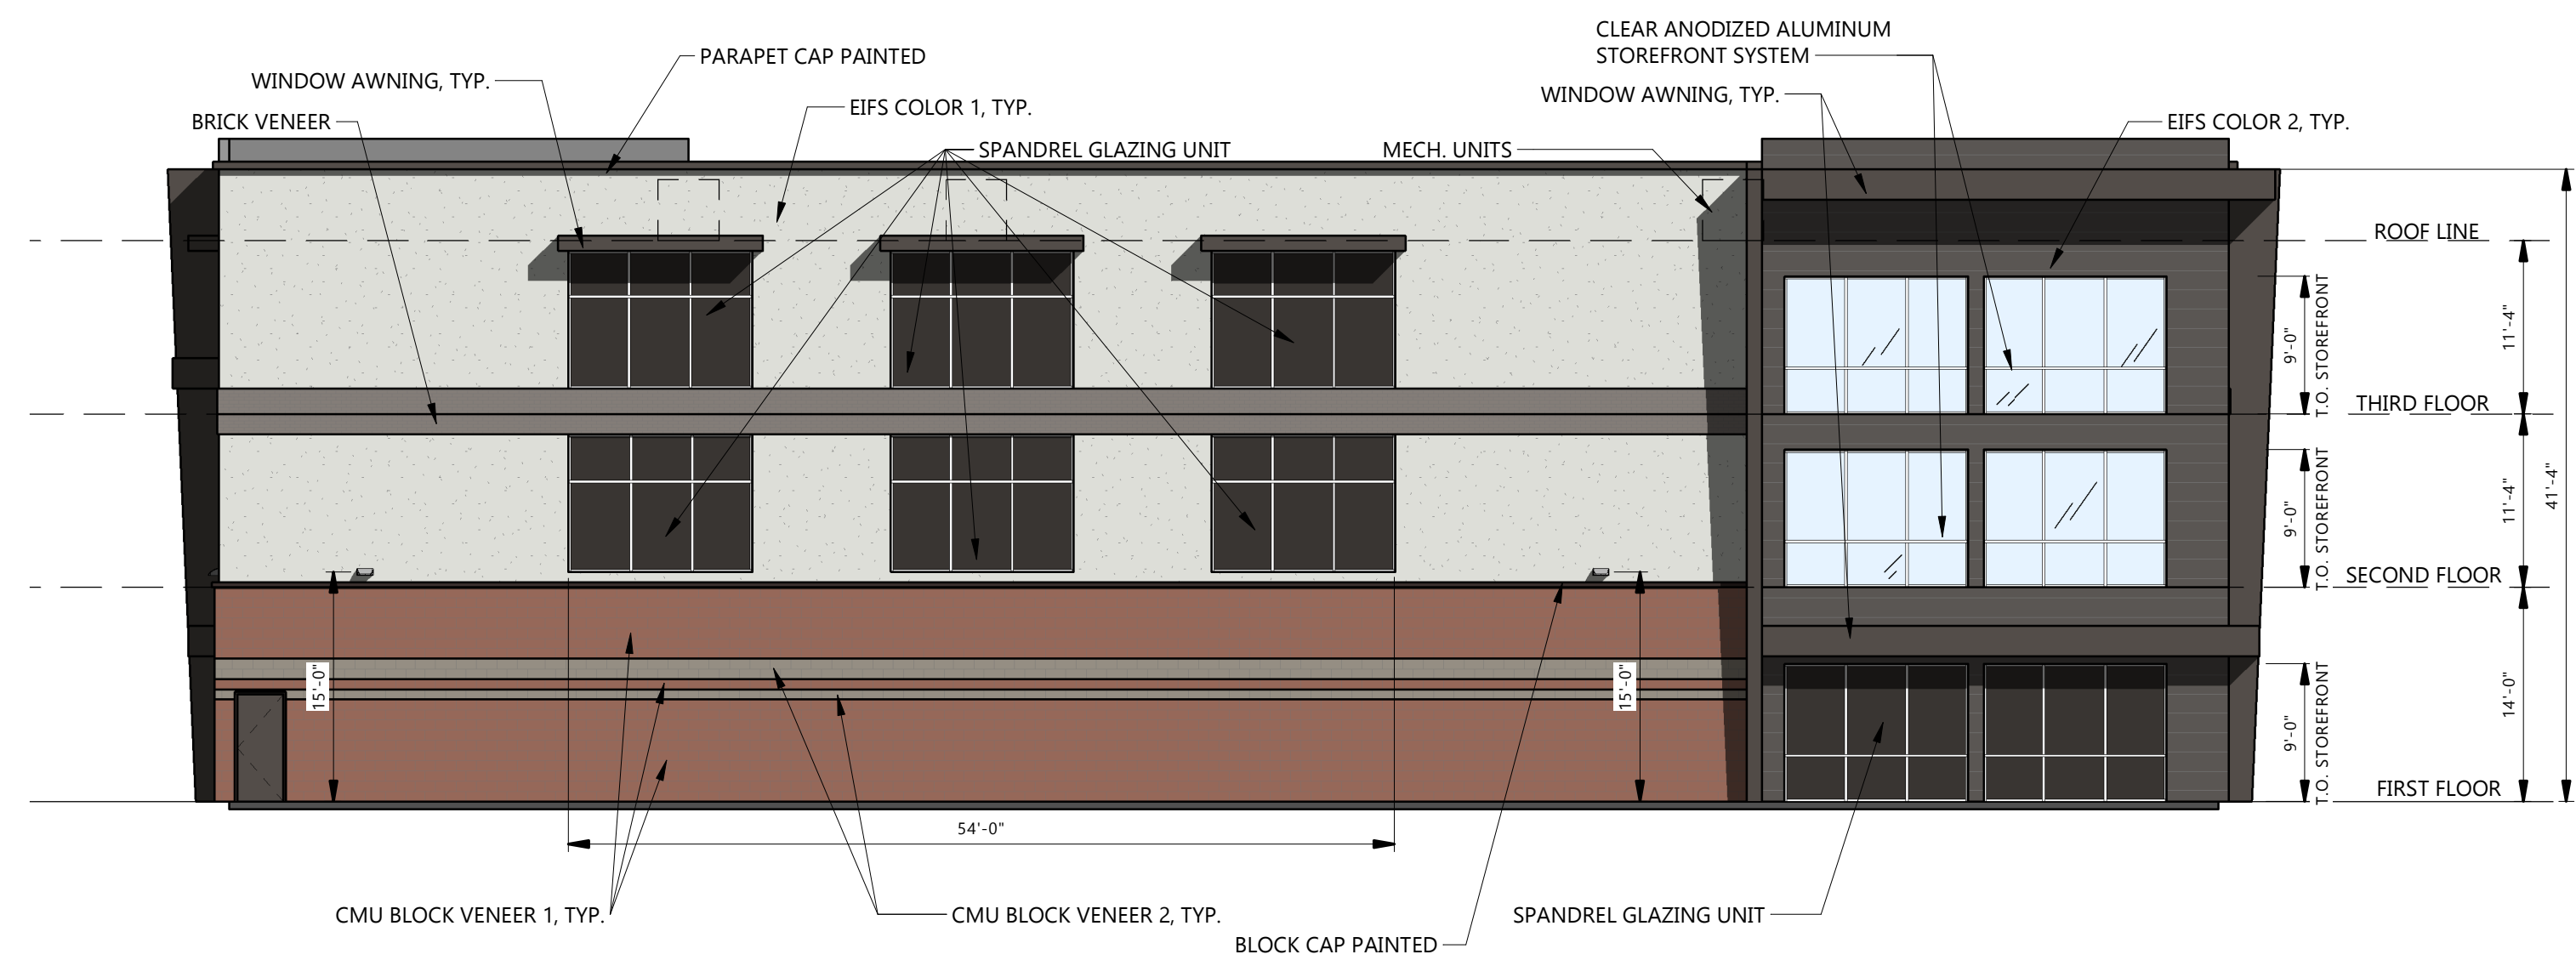 CLEAR ANODIZED ALUMINUM
STOREFRONT SYSTEM
PARAPET CAP PAINTED
WINDOW AWNING, TYP.
WINDOW AWNING, TYP.
EIFS COLOR 1, TYP.
BRICK VENEER
EIFS COLOR 2, TYP.
SPANDREL GLAZING UNIT
MECH. UNITS
ROOF LINE
9'-0"
T.O. STOREFRONT
11'-4"
THIRD FLOOR
9'-0"
T.O. STOREFRONT
11'-4"
41'-4"
SECOND FLOOR
15'-0"
15'-0"
9'-0"
T.O. STOREFRONT
14'-0"
FIRST FLOOR
54'-0"
CMU BLOCK VENEER 1, TYP.
CMU BLOCK VENEER 2, TYP.
SPANDREL GLAZING UNIT
BLOCK CAP PAINTED